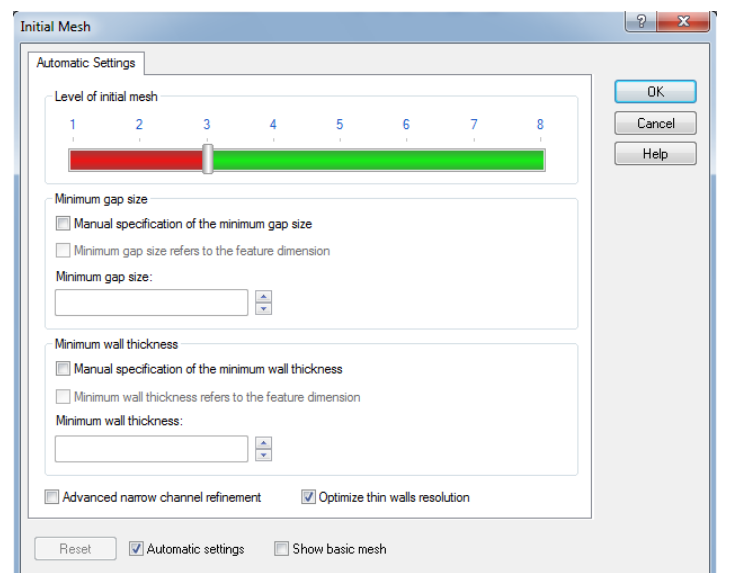 Initial Mesh
Automatic Settings
Level of initial mesh
1 2 3 4 5 6 7 8
Minimum gap size
Manual specification of the minimum gap size
Minimum gap size refers to the feature dimension
Minimum gap size:
Minimum wall thickness
Manual specification of the minimum wall thickness
Minimum wall thickness refers to the feature dimension
Minimum wall thickness:
Advanced narrow channel refinement Optimize thin walls resolution
Reset Automatic settings Show basic mesh
OK
Cancel
Help